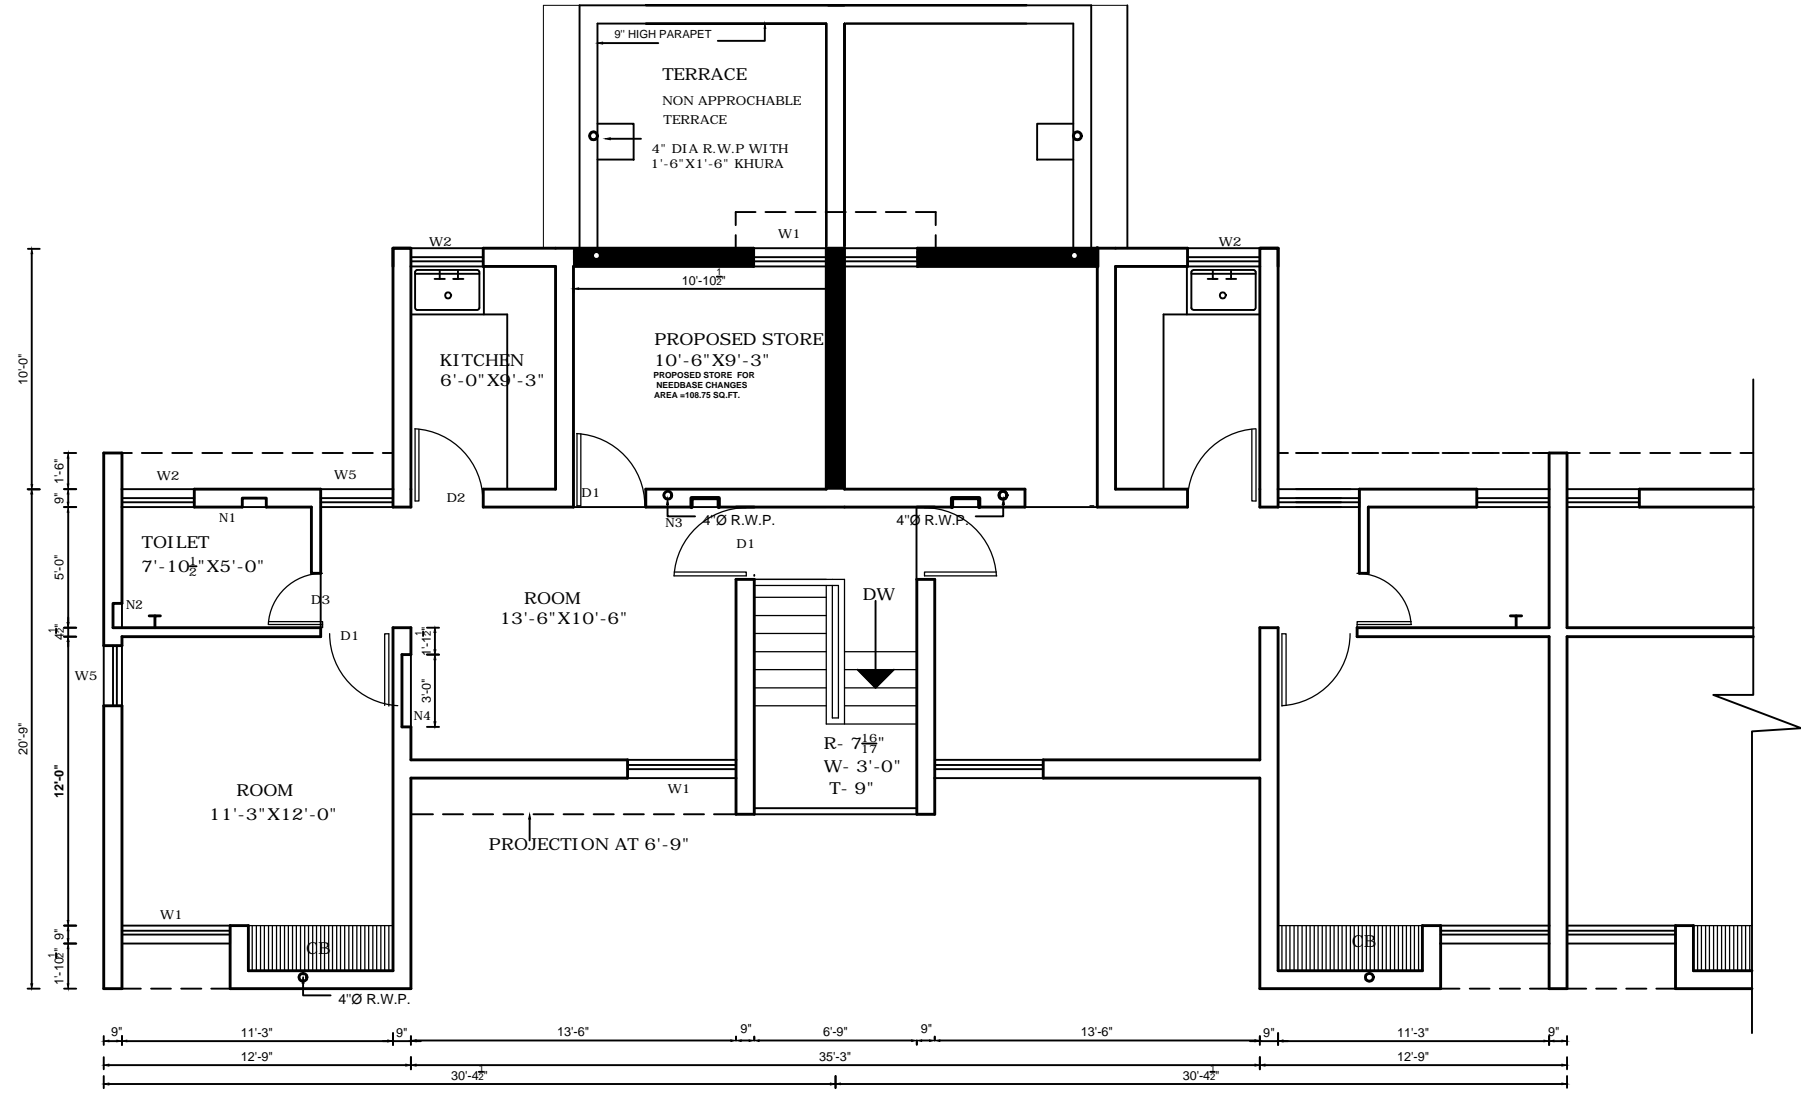 9" HIGH PARAPET
TERRACE
NON APPROCHABLE
TERRACE
4" DIA R.W.P WITH
1'-6"X1'-6" KHURA
W1
W2
W2
10'-10½"
PROPOSED STORE
10'-6"X9'-3"
PROPOSED STORE FOR
NEEDBASE CHANGES
AREA =108.75 SQ.FT.
KITCHEN
6'-0"X9'-3"
10'-0"
1'-6"
9"
W2
W5
D2
D1
N1
N3
4"Ø R.W.P.
4"Ø R.W.P.
D1
TOILET
7'-10½"X5'-0"
5'-0"
N2
D3
D1
4½"
ROOM
13'-6"X10'-6"
DW
1'-1½"
3'-0"
N4
W5
20'-9"
12'-0"
R- 7 16/17"
W- 3'-0"
T- 9"
W1
ROOM
11'-3"X12'-0"
PROJECTION AT 6'-9"
W1
9"
1'-10½"
CB
CB
4"Ø R.W.P.
9"
11'-3"
9"
13'-6"
9"
6'-9"
9"
13'-6"
9"
11'-3"
9"
12'-9"
35'-3"
12'-9"
30'-4½"
30'-4½"